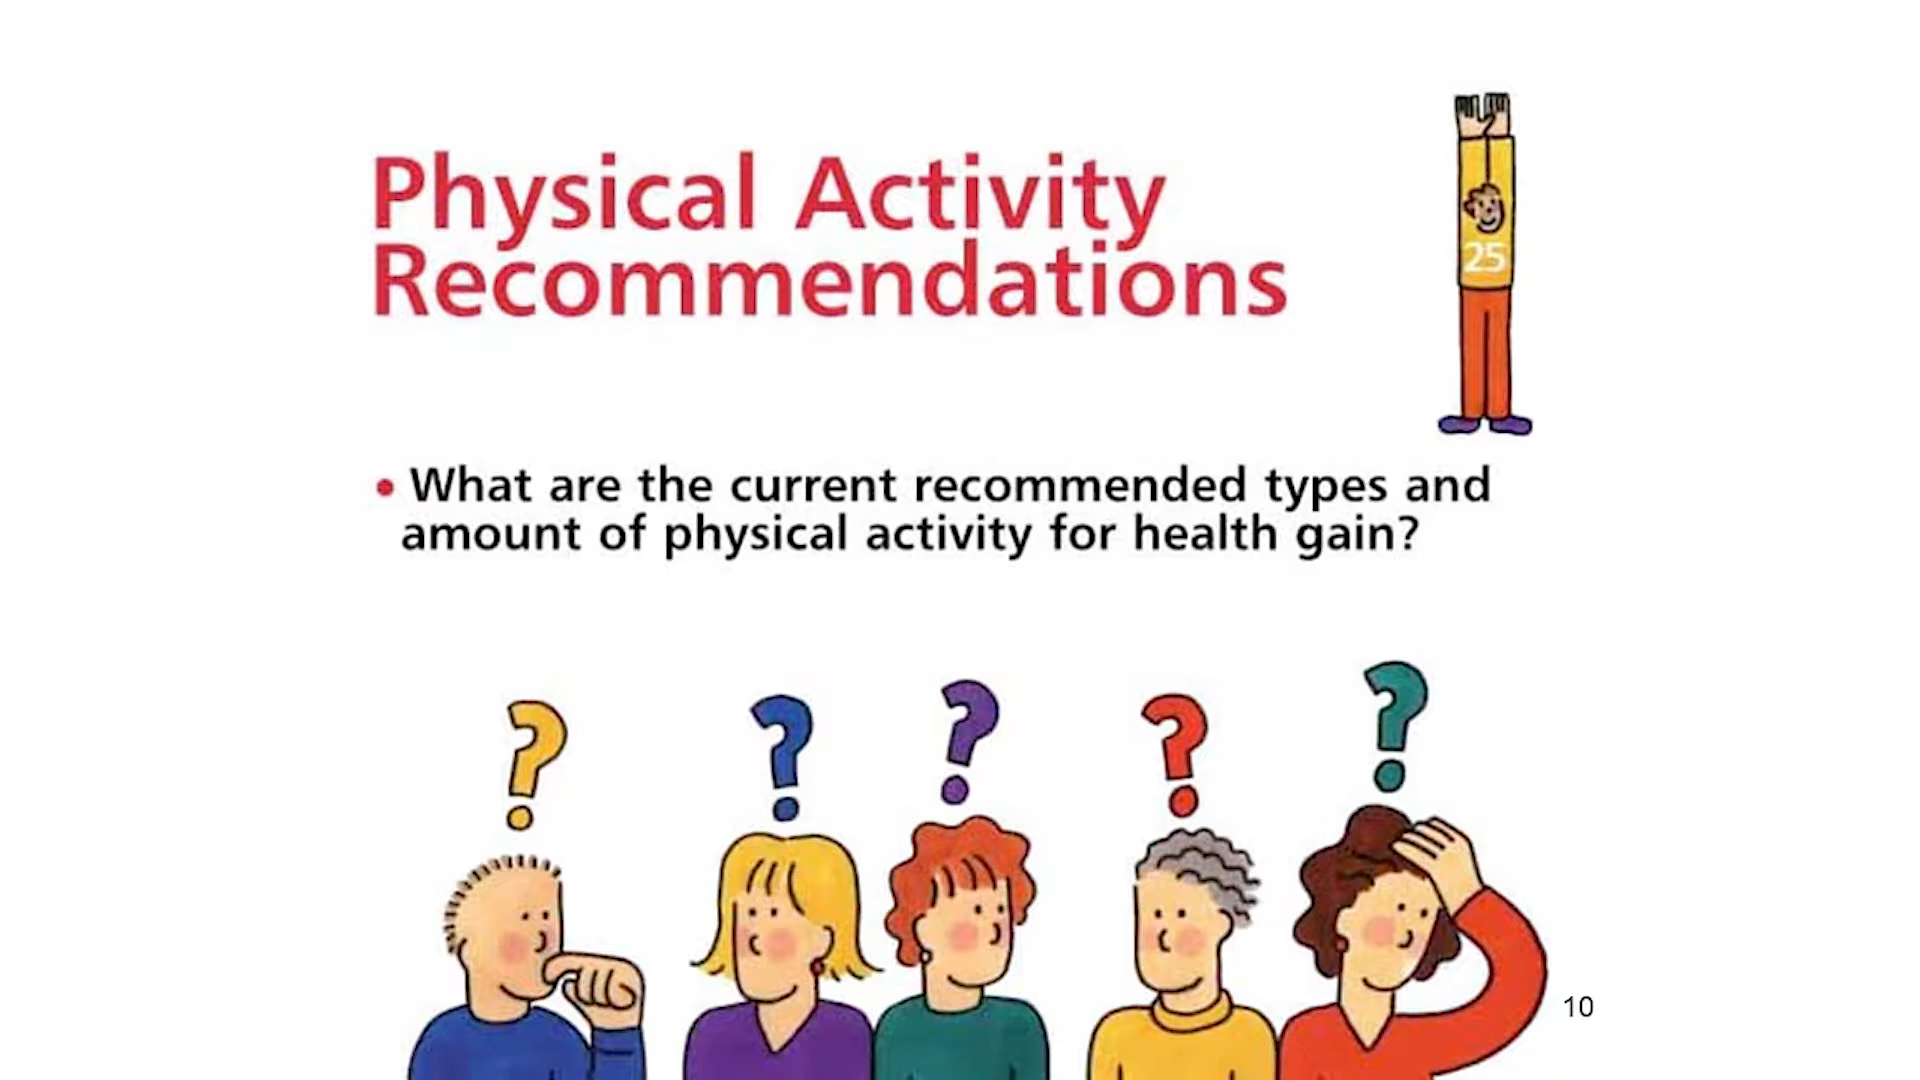 Physical Activity
Recommendations
25
• What are the current recommended types and
amount of physical activity for health gain?
? ? ? ? ?
10